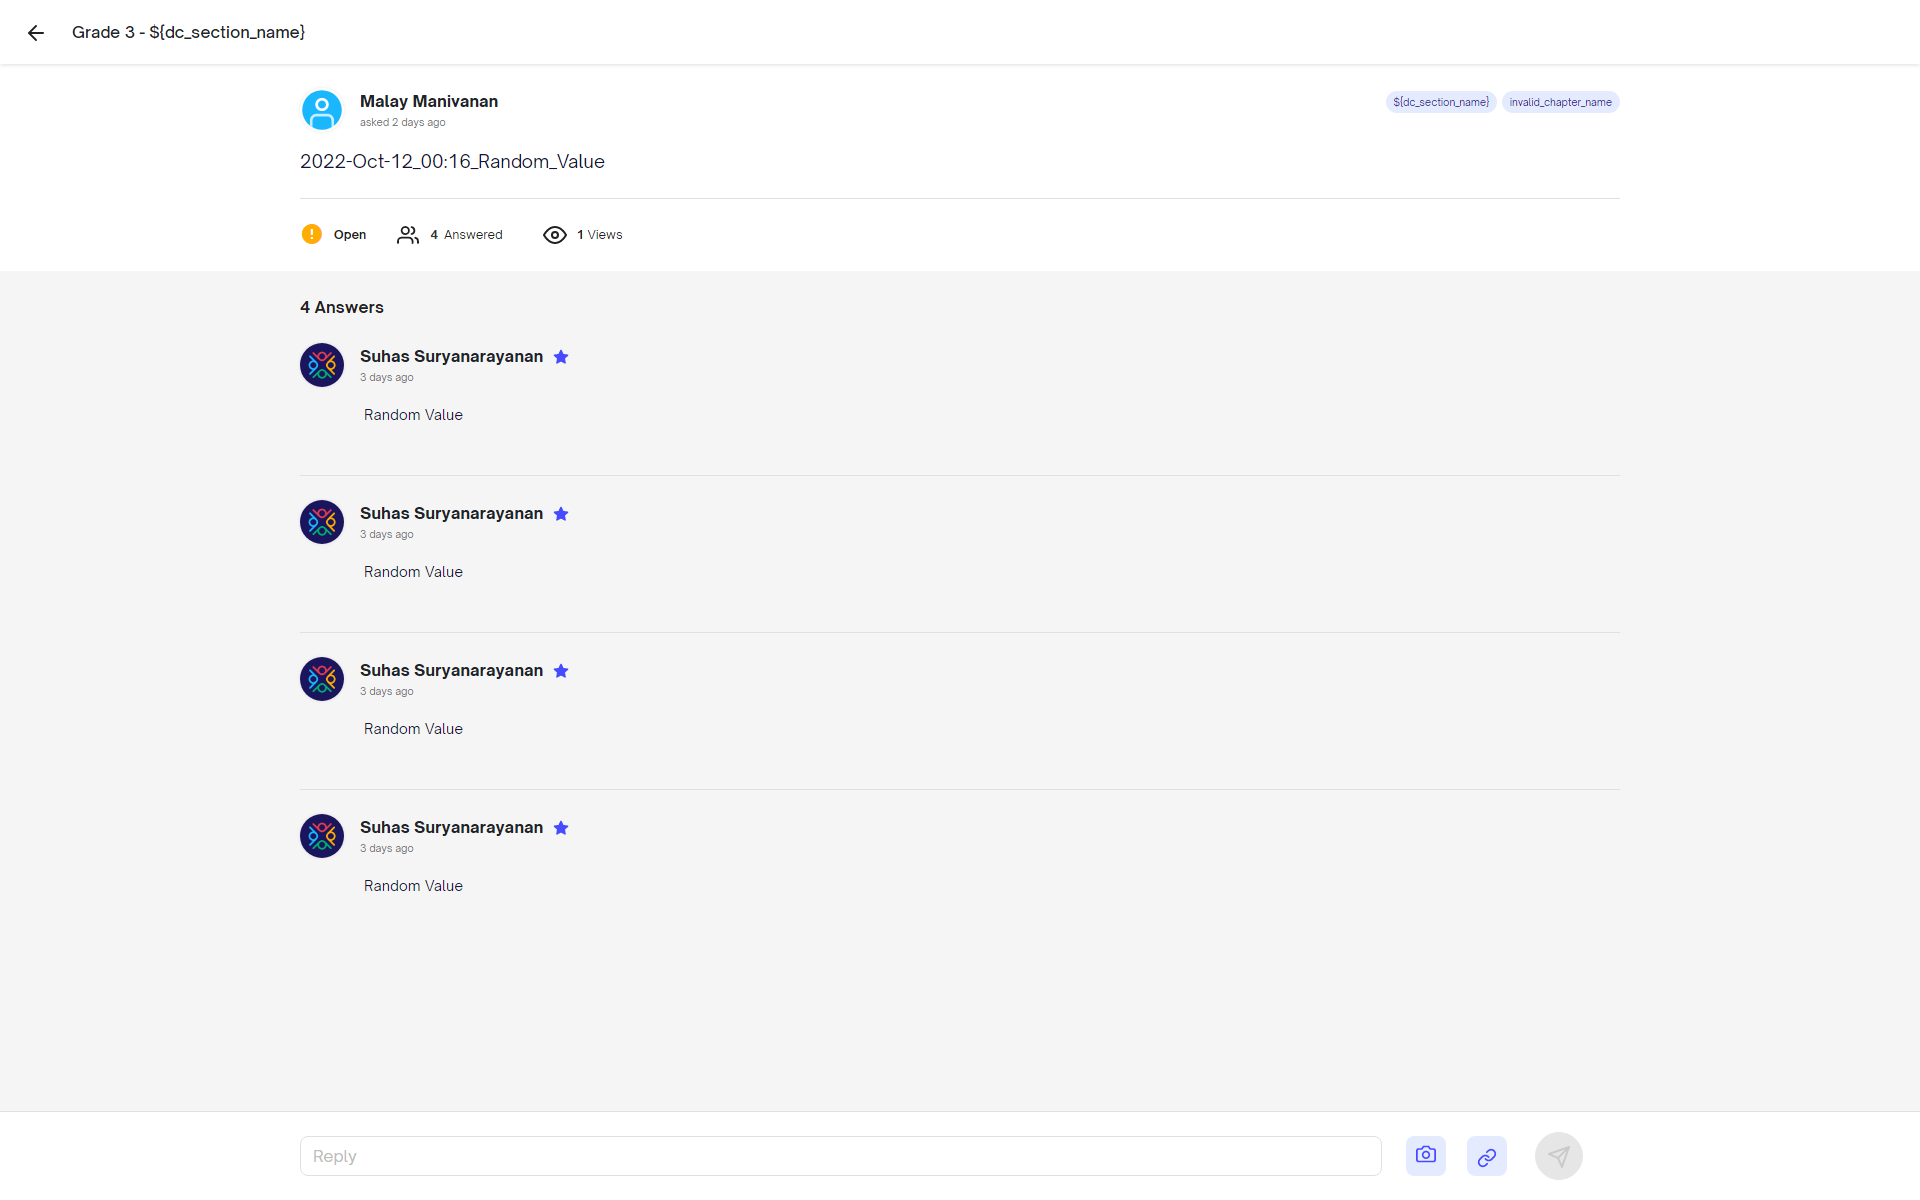 Grade 3 - ${dc_section_name}
Malay Manivanan
asked 2 days ago
${dc_section_name} invalid_chapter_name
2022-Oct-12_00:16_Random_Value
Open 4 Answered 1 Views
4 Answers
Suhas Suryanarayanan
3 days ago
Random Value
Suhas Suryanarayanan
3 days ago
Random Value
Suhas Suryanarayanan
3 days ago
Random Value
Suhas Suryanarayanan
3 days ago
Random Value
Reply